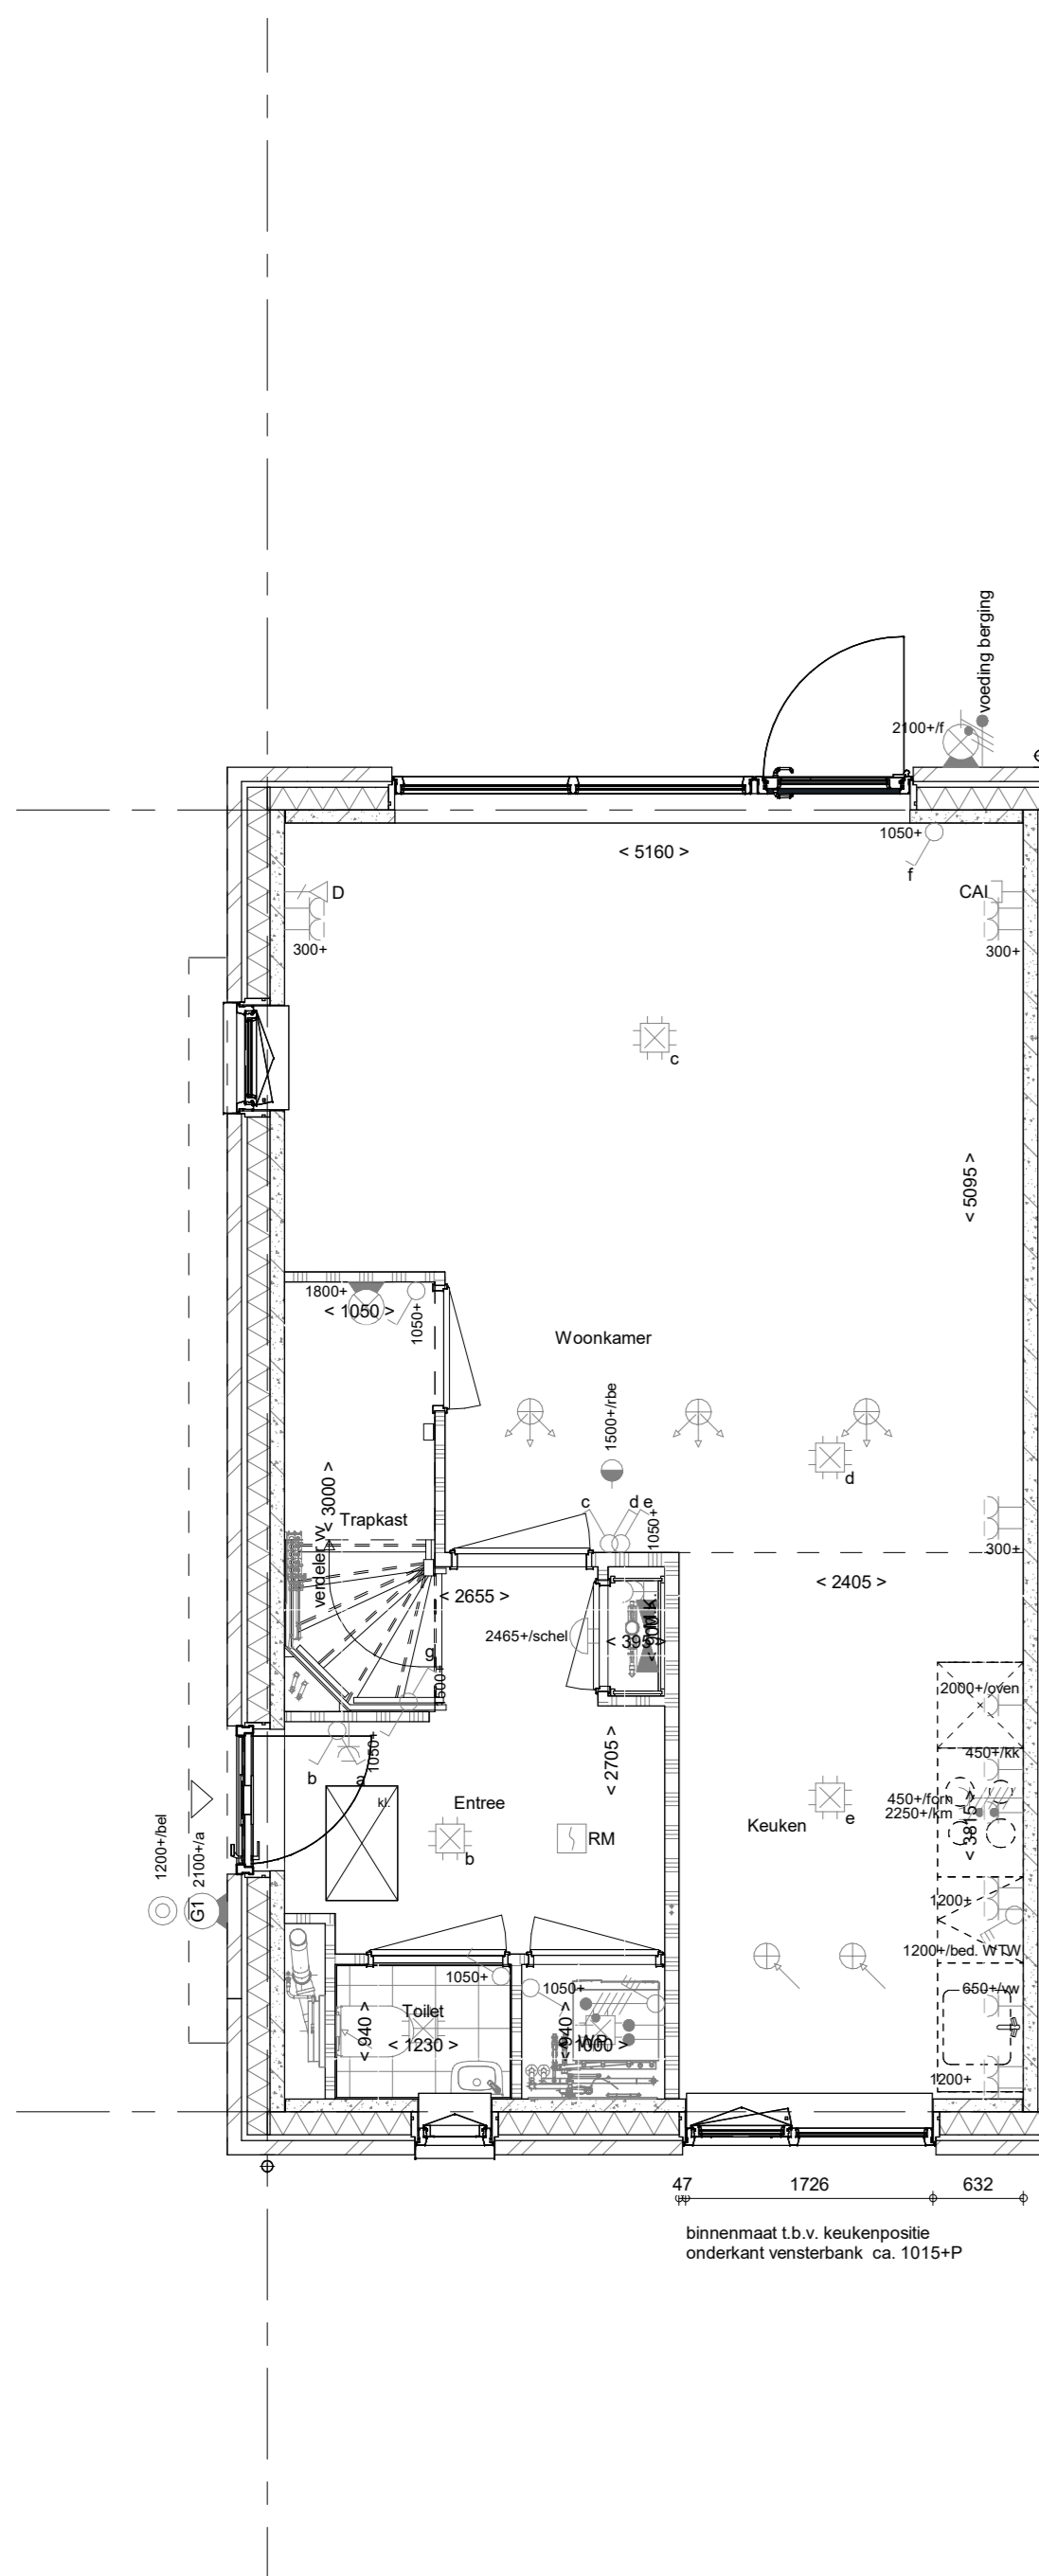 voeding berging
2100+/f
< 5160 >
1050+
f
D
CAI
300+
300+
c
< 5095 >
1800+
< 1050 >
1050+
Woonkamer
1500+/rbe
d
< 3000 >
Trapkast
verdeler VV
c
d e
1050+
300+
< 2655 >
< 2405 >
2465+/schel
< 395 >
M.K.
g
1500+
2000+/oven
< 2705 >
1050+
b
a
kl.
450+/kk
450+/forn
2250+/km
< 3815 >
Entree
e
Keuken
b
RM
1200+/bel
2100+/a
G1
1200+
1200+/bed. WTW
1050+
1050+
650+/vw
Toilet
< 940 >
< 1230 >
< 940 >
WP
< 1000 >
1200+
47
1726
632
binnenmaat t.b.v. keukenpositie
onderkant vensterbank ca. 1015+P